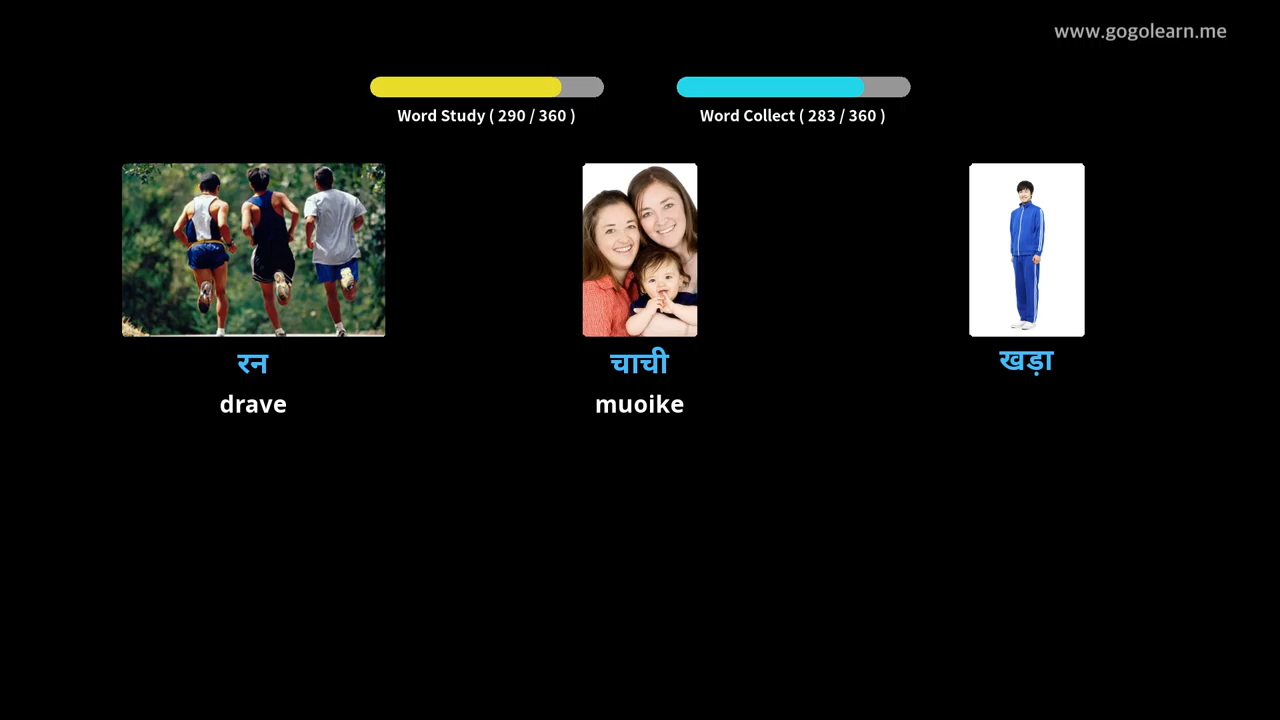 www.gogolearn.me
Word Study ( 290 / 360 )
Word Collect ( 283 / 360 )
रन
चाची
खड़ा
drave
muoike